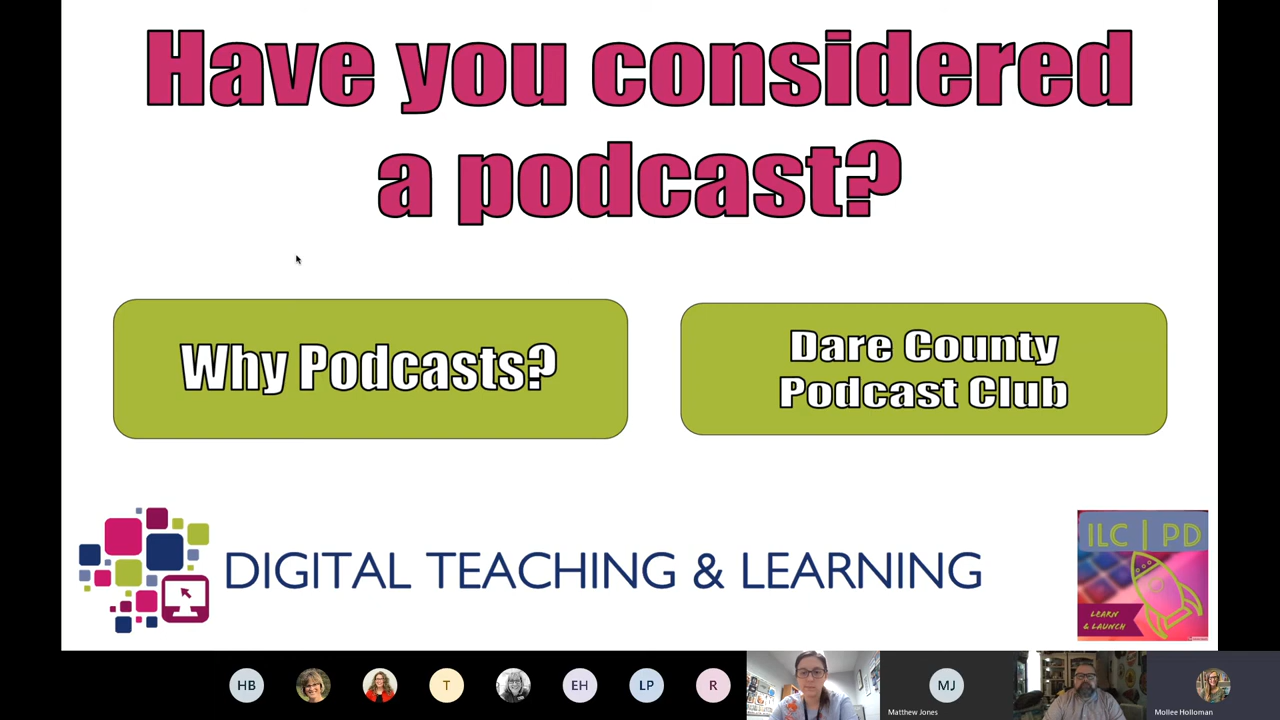 Have you considered
a podcast?
Why Podcasts?
Dare County
Podcast Club
DIGITAL TEACHING & LEARNING
ILC | PD
LEARN
& LAUNCH
HB
T
EH
LP
R
MJ
Matthew Jones
Mollee Holloman